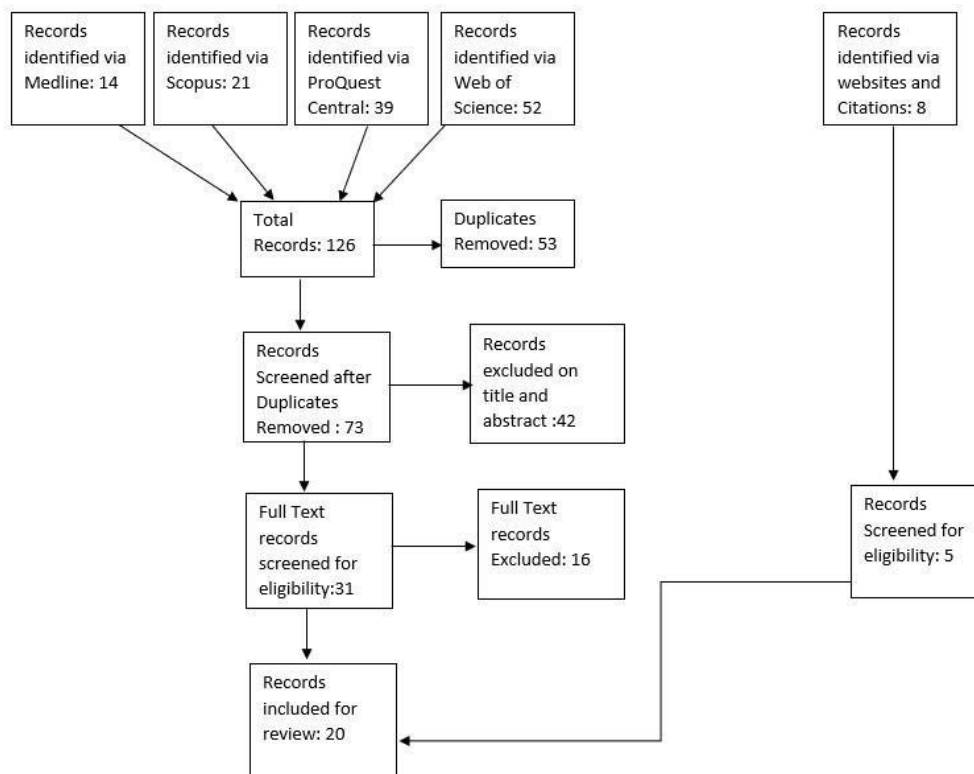 Records
identified via
Medline: 14
Records
identified via
Scopus: 21
Records
identified via
ProQuest
Central: 39
Records
identified via
Web of
Science: 52
Records
identified via
websites and
Citations: 8
Total
Records: 126
Duplicates
Removed: 53
Records
Screened after
Duplicates
Removed : 73
Records
excluded on
title and
abstract :42
Full Text
records
screened for
eligibility:31
Full Text
records
Excluded: 16
Records
Screened for
eligibility: 5
Records
included for
review: 20